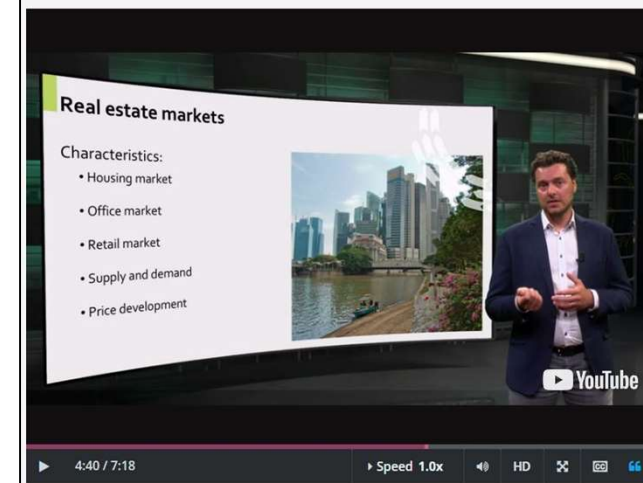 Real estate markets
Characteristics:
• Housing market
• Office market
• Retail market
• Supply and demand
• Price development
YouTube
4:40 / 7:18
Speed 1.0x
HD
CC